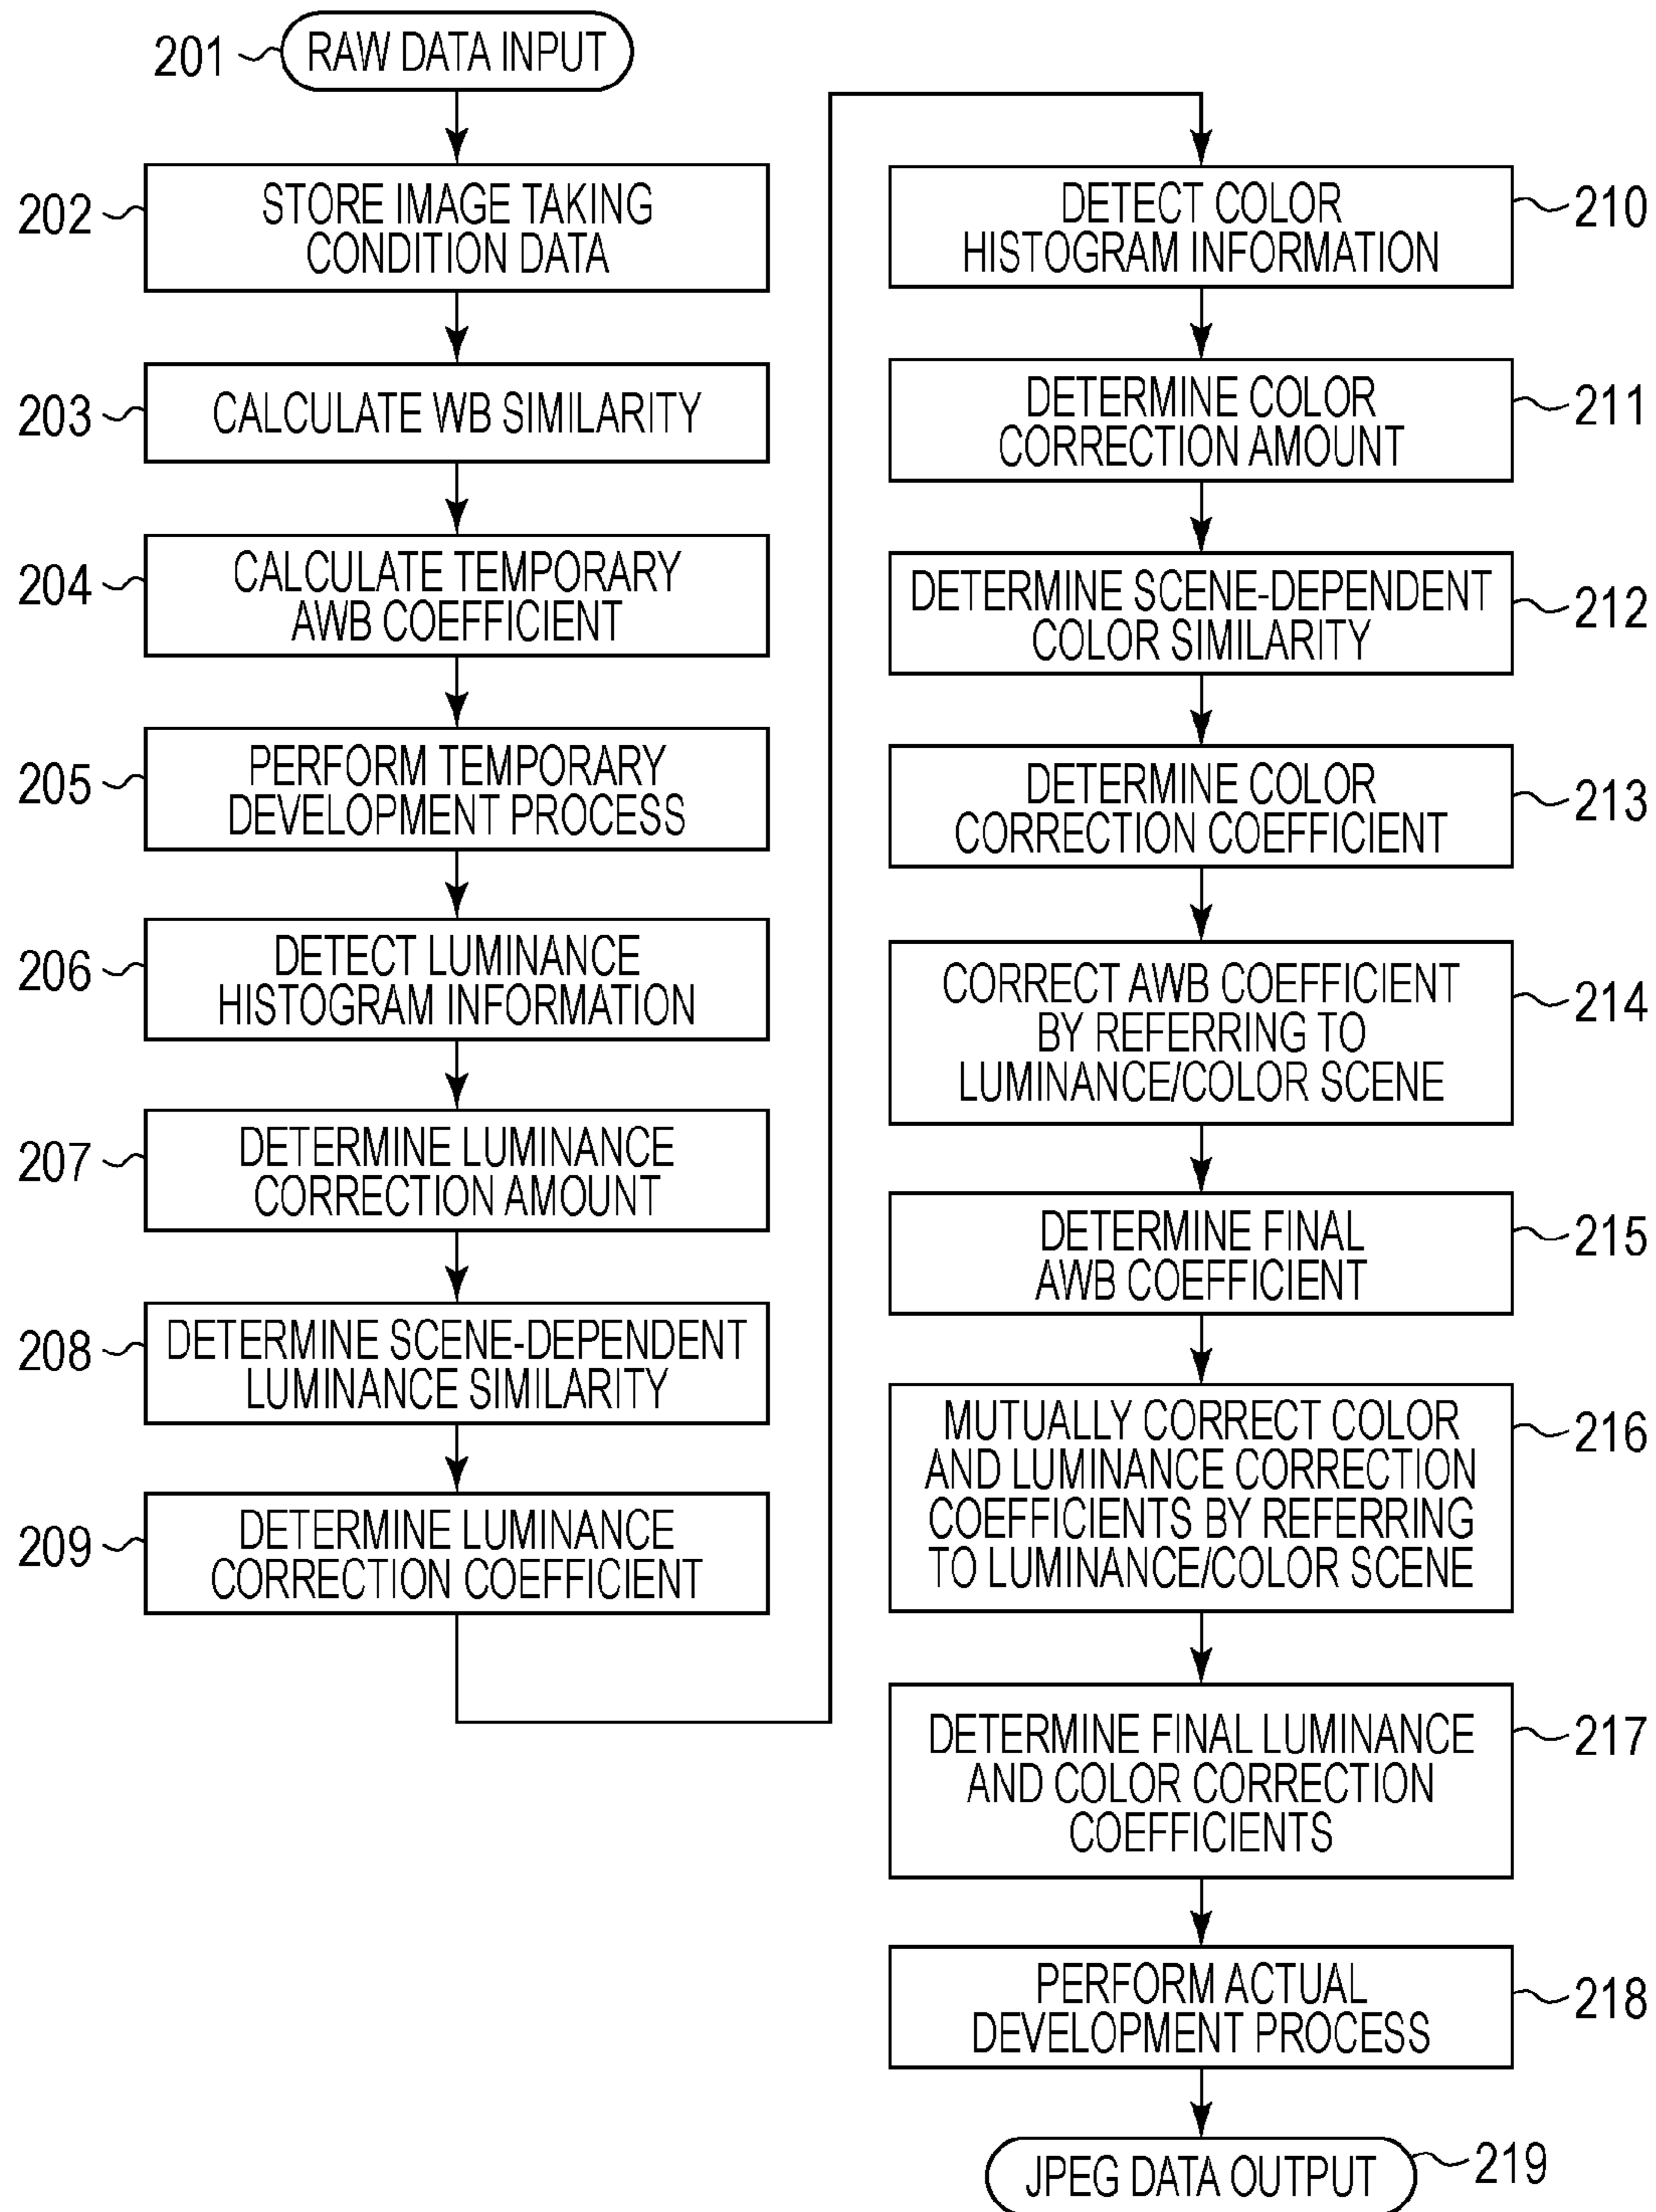 201
RAW DATA INPUT
202
STORE IMAGE TAKING
CONDITION DATA
203
CALCULATE WB SIMILARITY
204
CALCULATE TEMPORARY
AWB COEFFICIENT
205
PERFORM TEMPORARY
DEVELOPMENT PROCESS
206
DETECT LUMINANCE
HISTOGRAM INFORMATION
207
DETERMINE LUMINANCE
CORRECTION AMOUNT
208
DETERMINE SCENE-DEPENDENT
LUMINANCE SIMILARITY
209
DETERMINE LUMINANCE
CORRECTION COEFFICIENT
DETECT COLOR
HISTOGRAM INFORMATION
210
DETERMINE COLOR
CORRECTION AMOUNT
211
DETERMINE SCENE-DEPENDENT
COLOR SIMILARITY
212
DETERMINE COLOR
CORRECTION COEFFICIENT
213
CORRECT AWB COEFFICIENT
BY REFERRING TO
LUMINANCE/COLOR SCENE
214
DETERMINE FINAL
AWB COEFFICIENT
215
MUTUALLY CORRECT COLOR
AND LUMINANCE CORRECTION
COEFFICIENTS BY REFERRING
TO LUMINANCE/COLOR SCENE
216
DETERMINE FINAL LUMINANCE
AND COLOR CORRECTION
COEFFICIENTS
217
PERFORM ACTUAL
DEVELOPMENT PROCESS
218
JPEG DATA OUTPUT
219